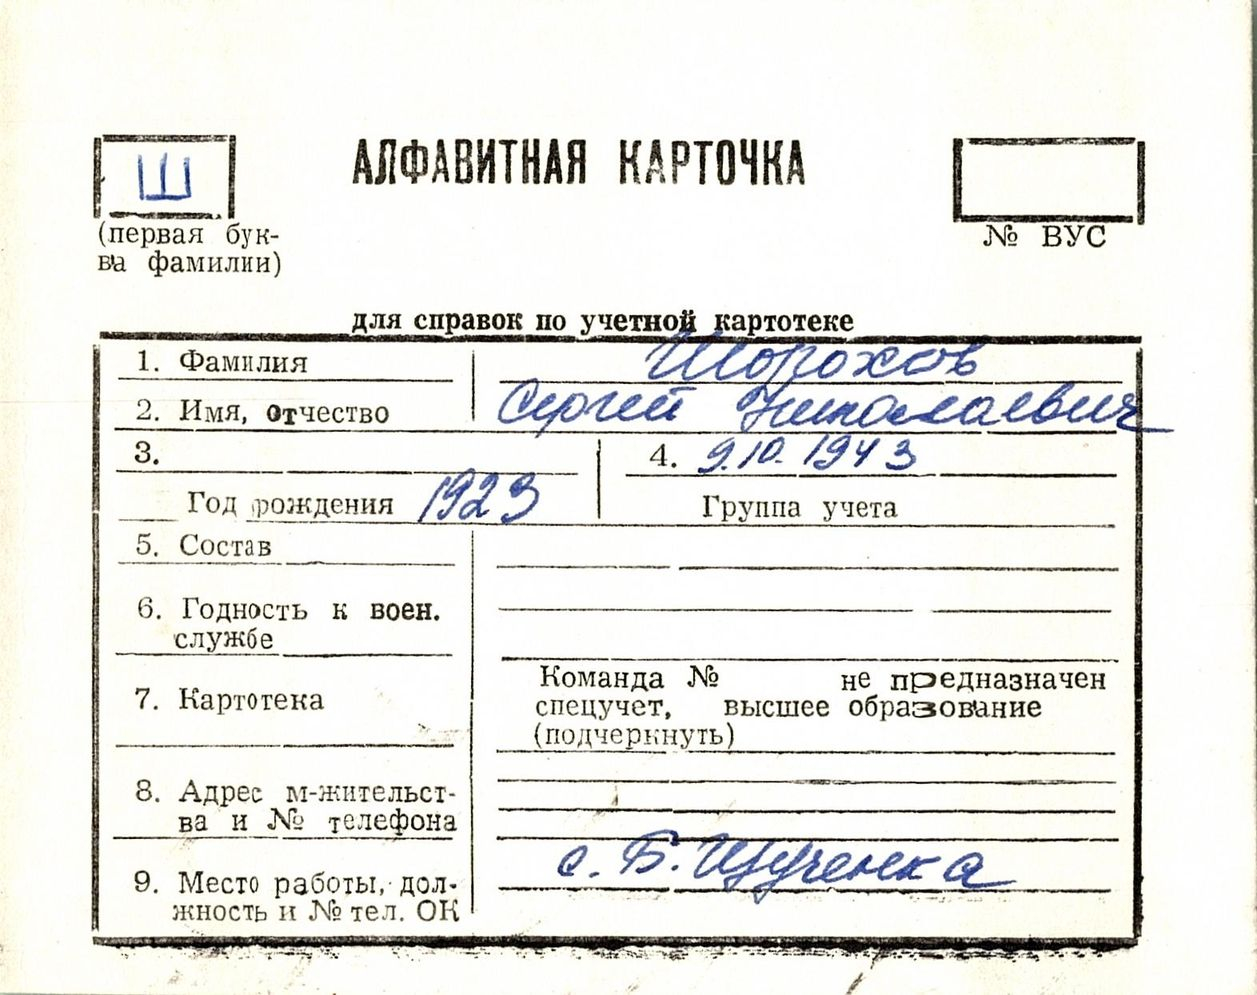 Ш
АЛФАВИТНАЯ КАРТОЧКА
(первая бук-
ва фамилии)
№ ВУС
для справок по учетной картотеке
1. Фамилия Шорохов
2. Имя, отчество Сергей Николаевич
3.
4. 9.10.1943
Год рождения 1923
Группа учета
5. Состав
6. Годность к воен.
службе
7. Картотека
Команда № не предназначен
спецучет, высшее образование
(подчеркнуть)
8. Адрес м-жительст-
ва и № телефона
с. Б. Щученка
9. Место работы, дол-
жность и № тел. ОК